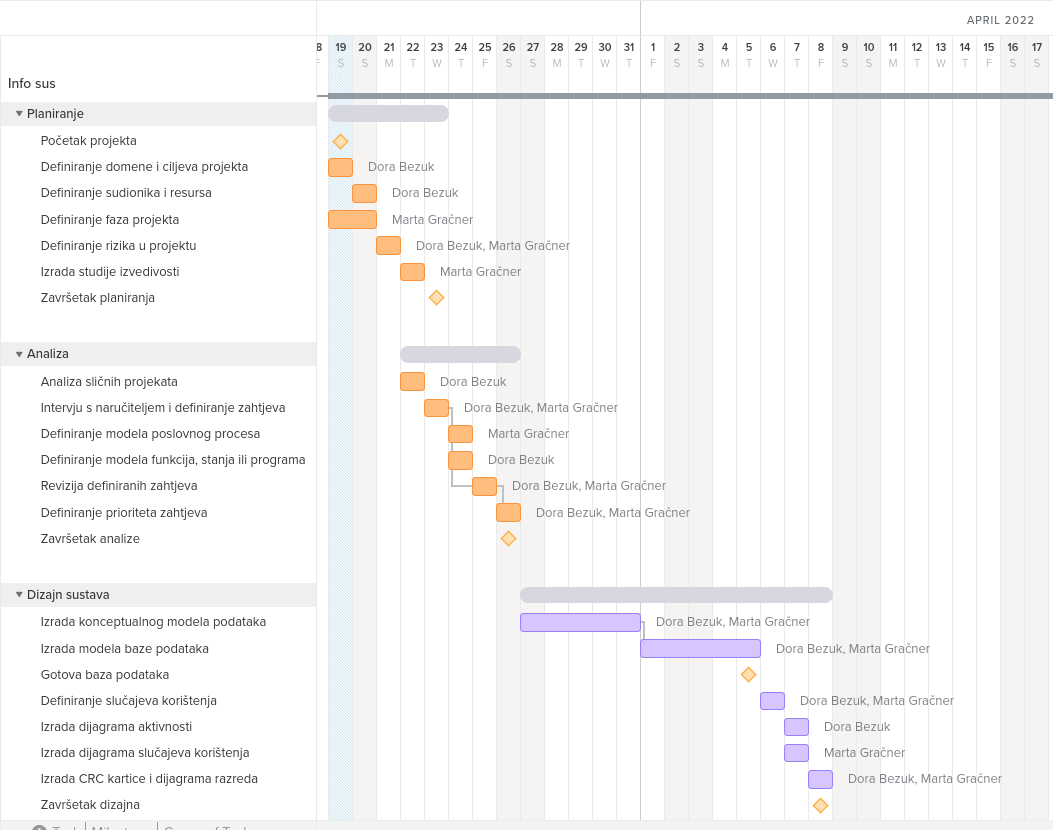 APRIL 2022
8 19 20 21 22 23 24 25 26 27 28 29 30 31 1 2 3 4 5 6 7 8 9 10 11 12 13 14 15 16 17
F S S M T W T F S S M T W T F S S M T W T F S S M T W T F S S
Info sus
Planiranje
Početak projekta
Definiranje domene i ciljeva projekta Dora Bezuk
Definiranje sudionika i resursa Dora Bezuk
Definiranje faza projekta Marta Gračner
Definiranje rizika u projektu Dora Bezuk, Marta Gračner
Izrada studije izvedivosti Marta Gračner
Završetak planiranja
Analiza
Analiza sličnih projekata Dora Bezuk
Intervju s naručiteljem i definiranje zahtjeva Dora Bezuk, Marta Gračner
Definiranje modela poslovnog procesa Marta Gračner
Definiranje modela funkcija, stanja ili programa Dora Bezuk
Revizija definiranih zahtjeva Dora Bezuk, Marta Gračner
Definiranje prioriteta zahtjeva Dora Bezuk, Marta Gračner
Završetak analize
Dizajn sustava
Izrada konceptualnog modela podataka Dora Bezuk, Marta Gračner
Izrada modela baze podataka Dora Bezuk, Marta Gračner
Gotova baza podataka
Definiranje slučajeva korištenja Dora Bezuk, Marta Gračner
Izrada dijagrama aktivnosti Dora Bezuk
Izrada dijagrama slučajeva korištenja Marta Gračner
Izrada CRC kartice i dijagrama razreda Dora Bezuk, Marta Gračner
Završetak dizajna